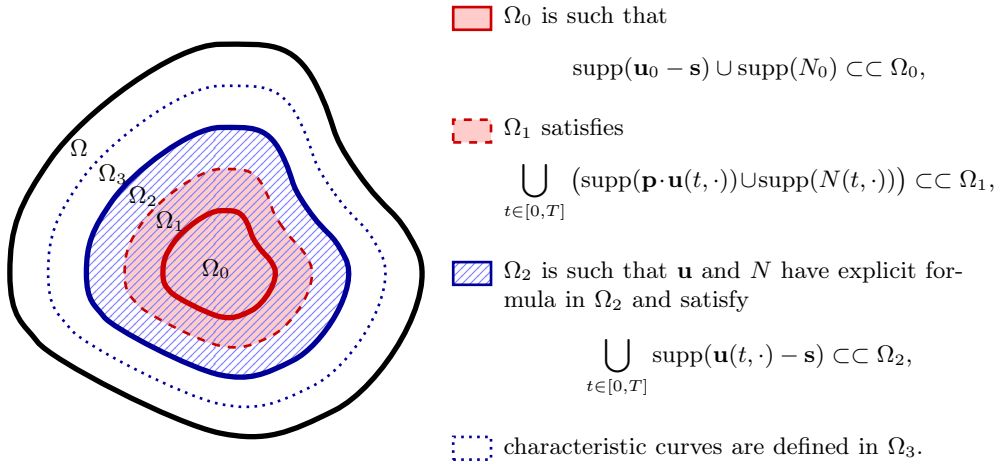 Ω
Ω₃
Ω₂
Ω₁
Ω₀
Ω₀ is such that
supp(u₀ − s) ∪ supp(N₀) ⊂⊂ Ω₀,
Ω₁ satisfies
⋃ (supp(p·u(t, ·))∪supp(N(t, ·))) ⊂⊂ Ω₁,
t∈[0,T]
Ω₂ is such that u and N have explicit for-
mula in Ω₂ and satisfy
⋃ supp(u(t, ·) − s) ⊂⊂ Ω₂,
t∈[0,T]
characteristic curves are defined in Ω₃.